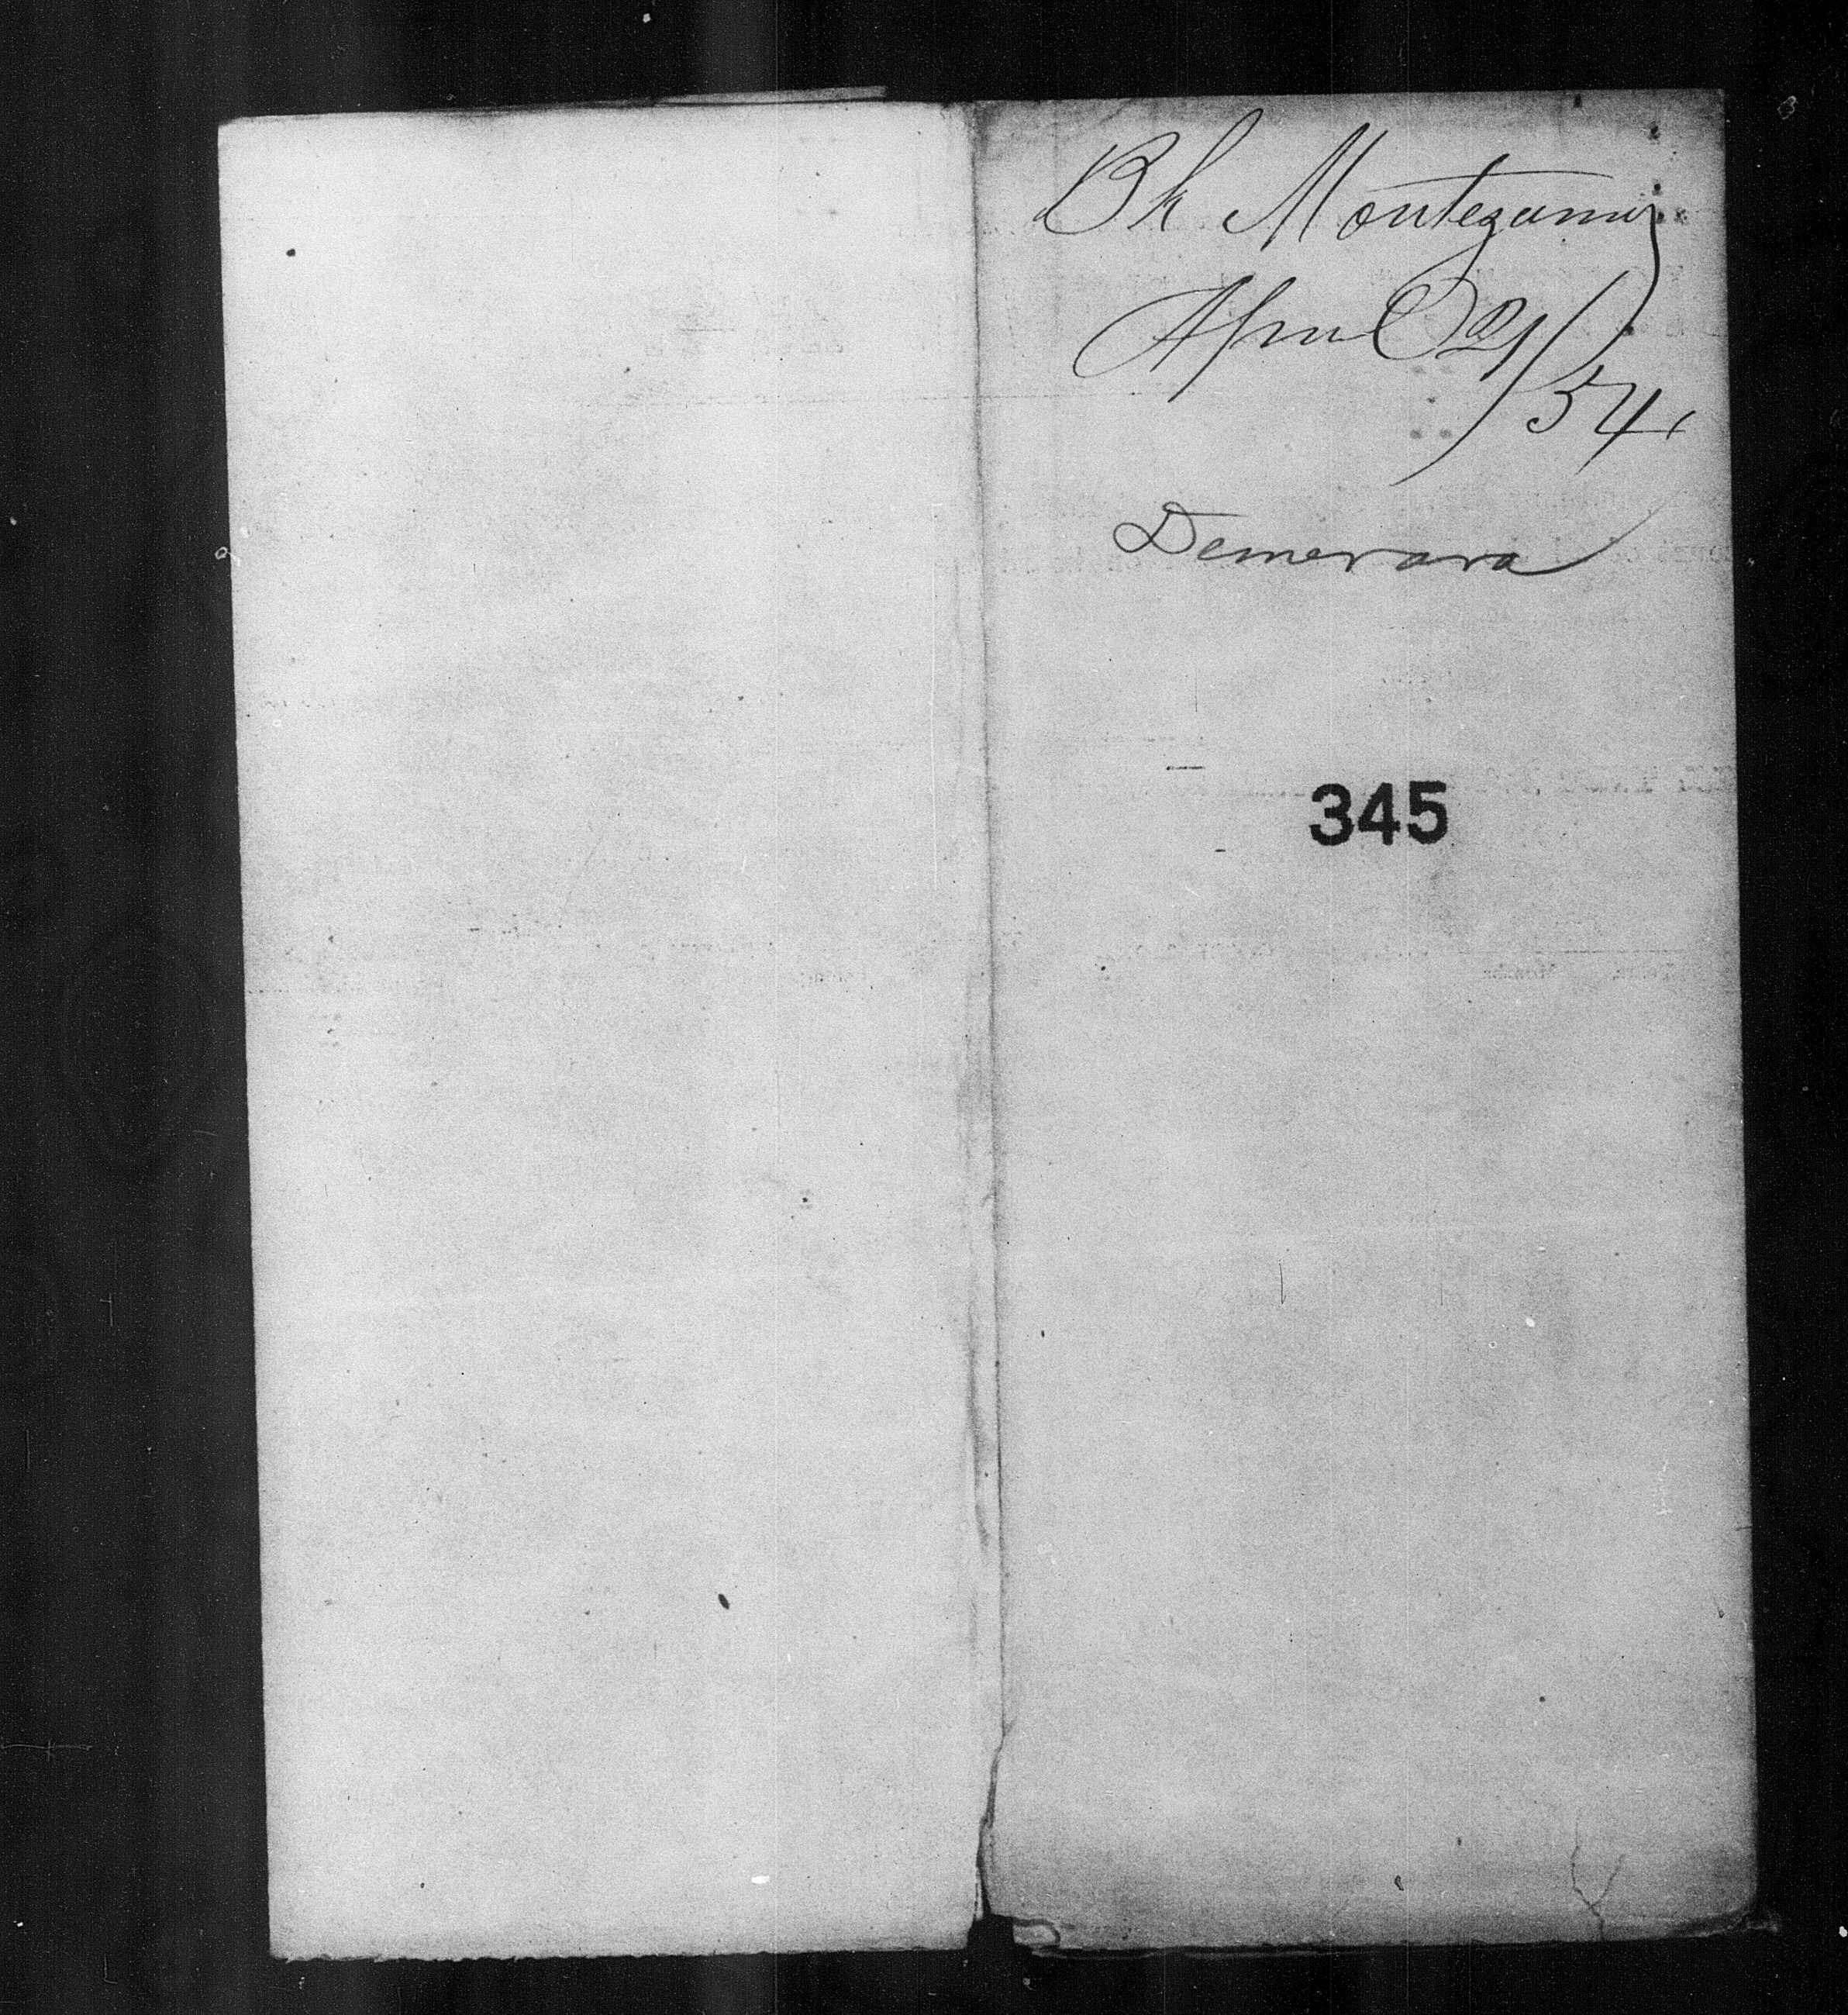 Bk Montezuma
April 21/54
Demerara
345